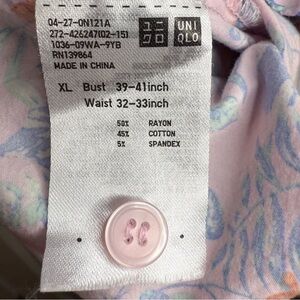 04-27-0N121A
272-426247(02-15)
1036-09WA-9YB
RN139864
MADE IN CHINA
ユニ
クロ
UNI
QLO
XL Bust 39-41inch
Waist 32-33inch
50% RAYON
45% COTTON
5% SPANDEX